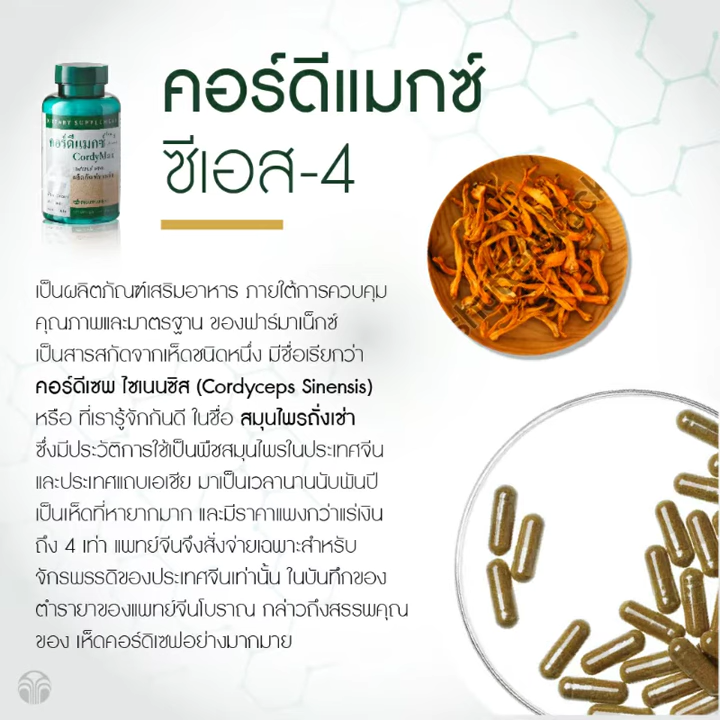 คอร์ดีแมกซ์
ซีเอส-4
DIETARY SUPPLEMENT
คอร์ดีแมกซ์
CordyMax
เป็นผลิตภัณฑ์เสริมอาหาร ภายใต้การควบคุม
คุณภาพและมาตรฐาน ของฟาร์มาเน็กซ์
เป็นสารสกัดจากเห็ดชนิดหนึ่ง มีชื่อเรียกว่า
คอร์ดีเซพ ไซเนนซิส (Cordyceps Sinensis)
หรือ ที่เรารู้จักกันดี ในชื่อ สมุนไพรถั่งเช่า
ซึ่งมีประวัติการใช้เป็นพืชสมุนไพรในประเทศจีน
และประเทศแถบเอเชีย มาเป็นเวลานานนับพันปี
เป็นเห็ดที่หายากมาก และมีราคาแพงกว่าแร่เงิน
ถึง 4 เท่า แพทย์จีนจึงสั่งจ่ายเฉพาะสำหรับ
จักรพรรดิของประเทศจีนเท่านั้น ในบันทึกของ
ตำรายาของแพทย์จีนโบราณ กล่าวถึงสรรพคุณ
ของ เห็ดคอร์ดิเซฟอย่างมากมาย